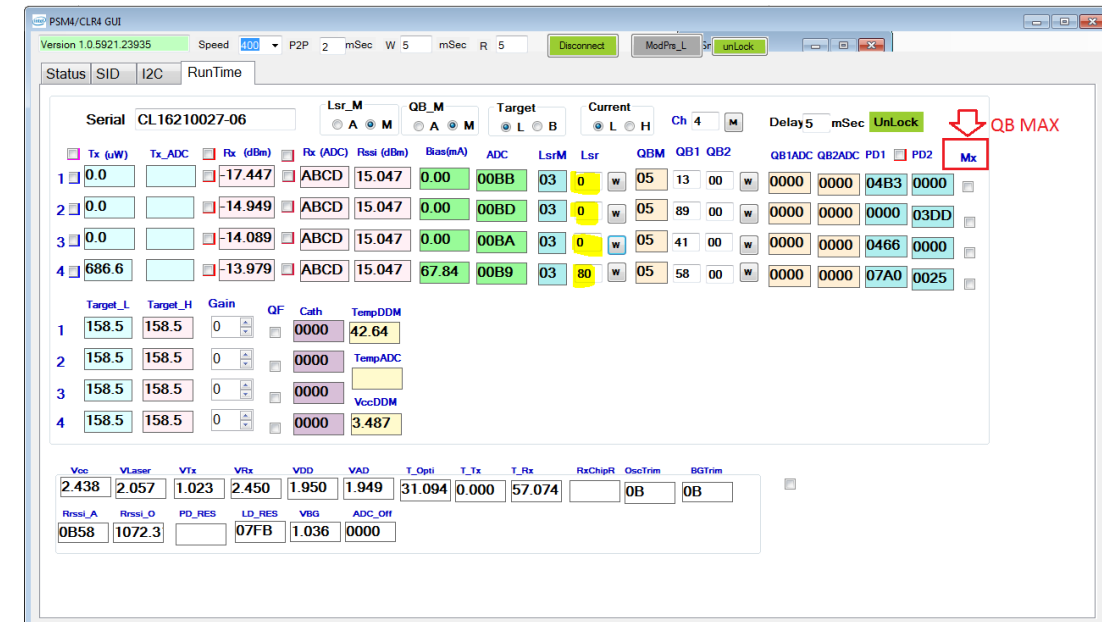 PSM4/CLR4 GUI
Version 1.0.5921.23935 Speed 400 P2P 2 mSec W 5 mSec R 5 Disconnect ModPrs_L unLock
Status SID I2C RunTime
Lsr_M QB_M Target Current
Serial CL16210027-06 A M A M L B L H Ch 4 M Delay 5 mSec UnLock QB MAX
Tx (uW) Tx_ADC Rx (dBm) Rx (ADC) Rssi (dBm) Bias(mA) ADC LsrM Lsr QBM QB1 QB2 QB1ADC QB2ADC PD1 PD2 Mx
1 0.0 -17.447 ABCD 15.047 0.00 00BB 03 0 w 05 13 00 w 0000 0000 04B3 0000
2 0.0 -14.949 ABCD 15.047 0.00 00BD 03 0 w 05 89 00 w 0000 0000 0000 03DD
3 0.0 -14.089 ABCD 15.047 0.00 00BA 03 0 w 05 41 00 w 0000 0000 0466 0000
4 686.6 -13.979 ABCD 15.047 67.84 00B9 03 80 w 05 58 00 w 0000 0000 07A0 0025
Target_L Target_H Gain QF Cath TempDDM
1 158.5 158.5 0 0000 42.64
2 158.5 158.5 0 0000 TempADC
3 158.5 158.5 0 0000 VccDDM
4 158.5 158.5 0 0000 3.487
Vcc VLaser VTx VRx VDD VAD T_Opti T_Tx T_Rx RxChipR OscTrim BGTrim
2.438 2.057 1.023 2.450 1.950 1.949 31.094 0.000 57.074 0B 0B
Rrssi_A Rrssi_O PD_RES LD_RES VBG ADC_Off
0B58 1072.3 07FB 1.036 0000